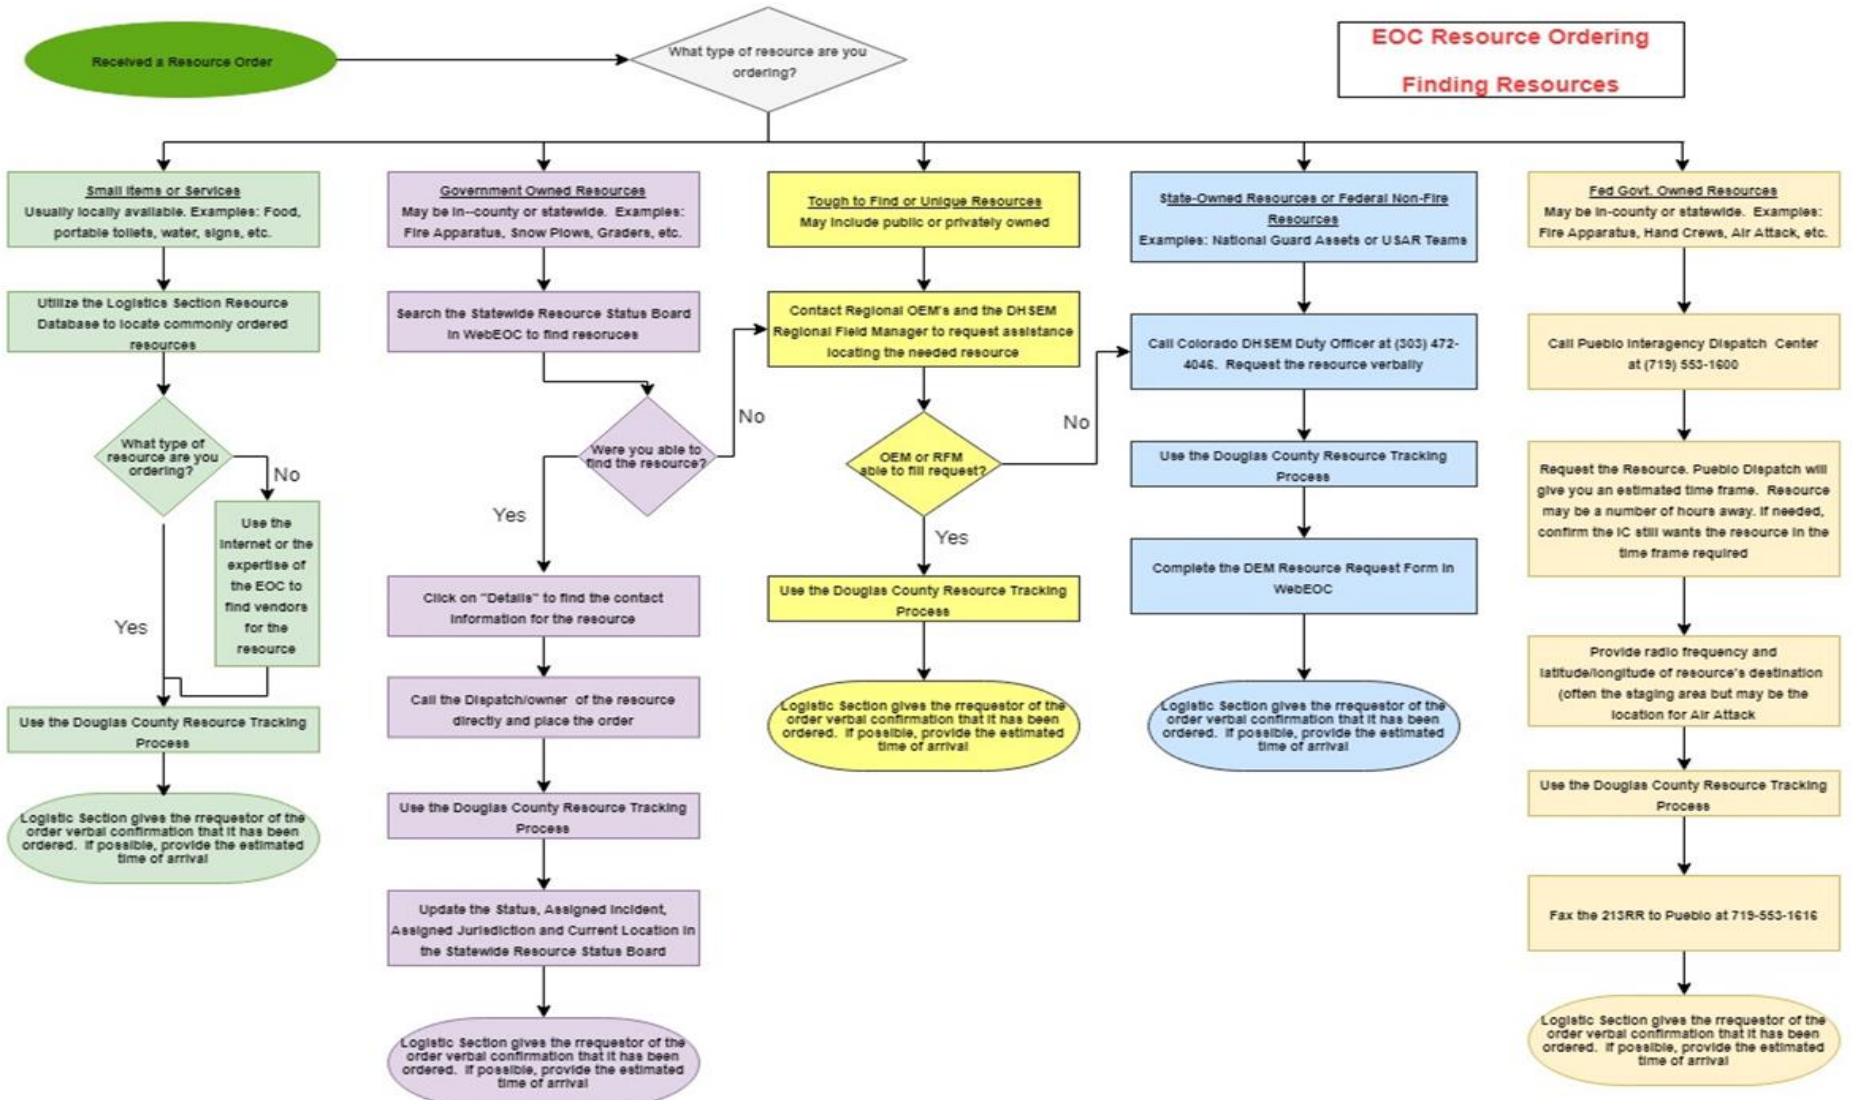 Received a Resource Order
What type of resource are you
ordering?
EOC Resource Ordering
Finding Resources
Small Items or Services
Usually locally available. Examples: Food,
portable toilets, water, signs, etc.
Utilize the Logistics Section Resource
Database to locate commonly ordered
resources
What type of
resource are you
ordering?
No
Yes
Use the
Internet or the
expertise of
the EOC to
find vendors
for the
resource
Use the Douglas County Resource Tracking
Process
Logistic Section gives the rrequestor of the
order verbal confirmation that it has been
ordered. If possible, provide the estimated
time of arrival
Government Owned Resources
May be in--county or statewide. Examples:
Fire Apparatus, Snow Plows, Graders, etc.
Search the Statewide Resource Status Board
in WebEOC to find resoruces
Were you able to
find the resource?
No
Yes
Click on "Details" to find the contact
information for the resource
Call the Dispatch/owner of the resource
directly and place the order
Use the Douglas County Resource Tracking
Process
Update the Status, Assigned Incident,
Assigned Jurisdiction and Current Location in
the Statewide Resource Status Board
Logistic Section gives the rrequestor of the
order verbal confirmation that it has been
ordered. If possible, provide the estimated
time of arrival
Tough to Find or Unique Resources
May include public or privately owned
Contact Regional OEM's and the DHSEM
Regional Field Manager to request assistance
locating the needed resource
OEM or RFM
able to fill request?
No
Yes
Use the Douglas County Resource Tracking
Process
Logistic Section gives the rrequestor of the
order verbal confirmation that it has been
ordered. If possible, provide the estimated
time of arrival
State-Owned Resources or Federal Non-Fire
Resources
Examples: National Guard Assets or USAR Teams
Call Colorado DHSEM Duty Officer at (303) 472-
4046. Request the resource verbally
Use the Douglas County Resource Tracking
Process
Complete the DEM Resource Request Form in
WebEOC
Logistic Section gives the rrequestor of the
order verbal confirmation that it has been
ordered. If possible, provide the estimated
time of arrival
Fed Govt. Owned Resources
May be in-county or statewide. Examples:
Fire Apparatus, Hand Crews, Air Attack, etc.
Call Pueblo Interagency Dispatch Center
at (719) 553-1600
Request the Resource. Pueblo Dispatch will
give you an estimated time frame. Resource
may be a number of hours away. If needed,
confirm the IC still wants the resource in the
time frame required
Provide radio frequency and
latitude/longitude of resource's destination
(often the staging area but may be the
location for Air Attack
Use the Douglas County Resource Tracking
Process
Fax the 213RR to Pueblo at 719-553-1616
Logistic Section gives the rrequestor of the
order verbal confirmation that it has been
ordered. If possible, provide the estimated
time of arrival